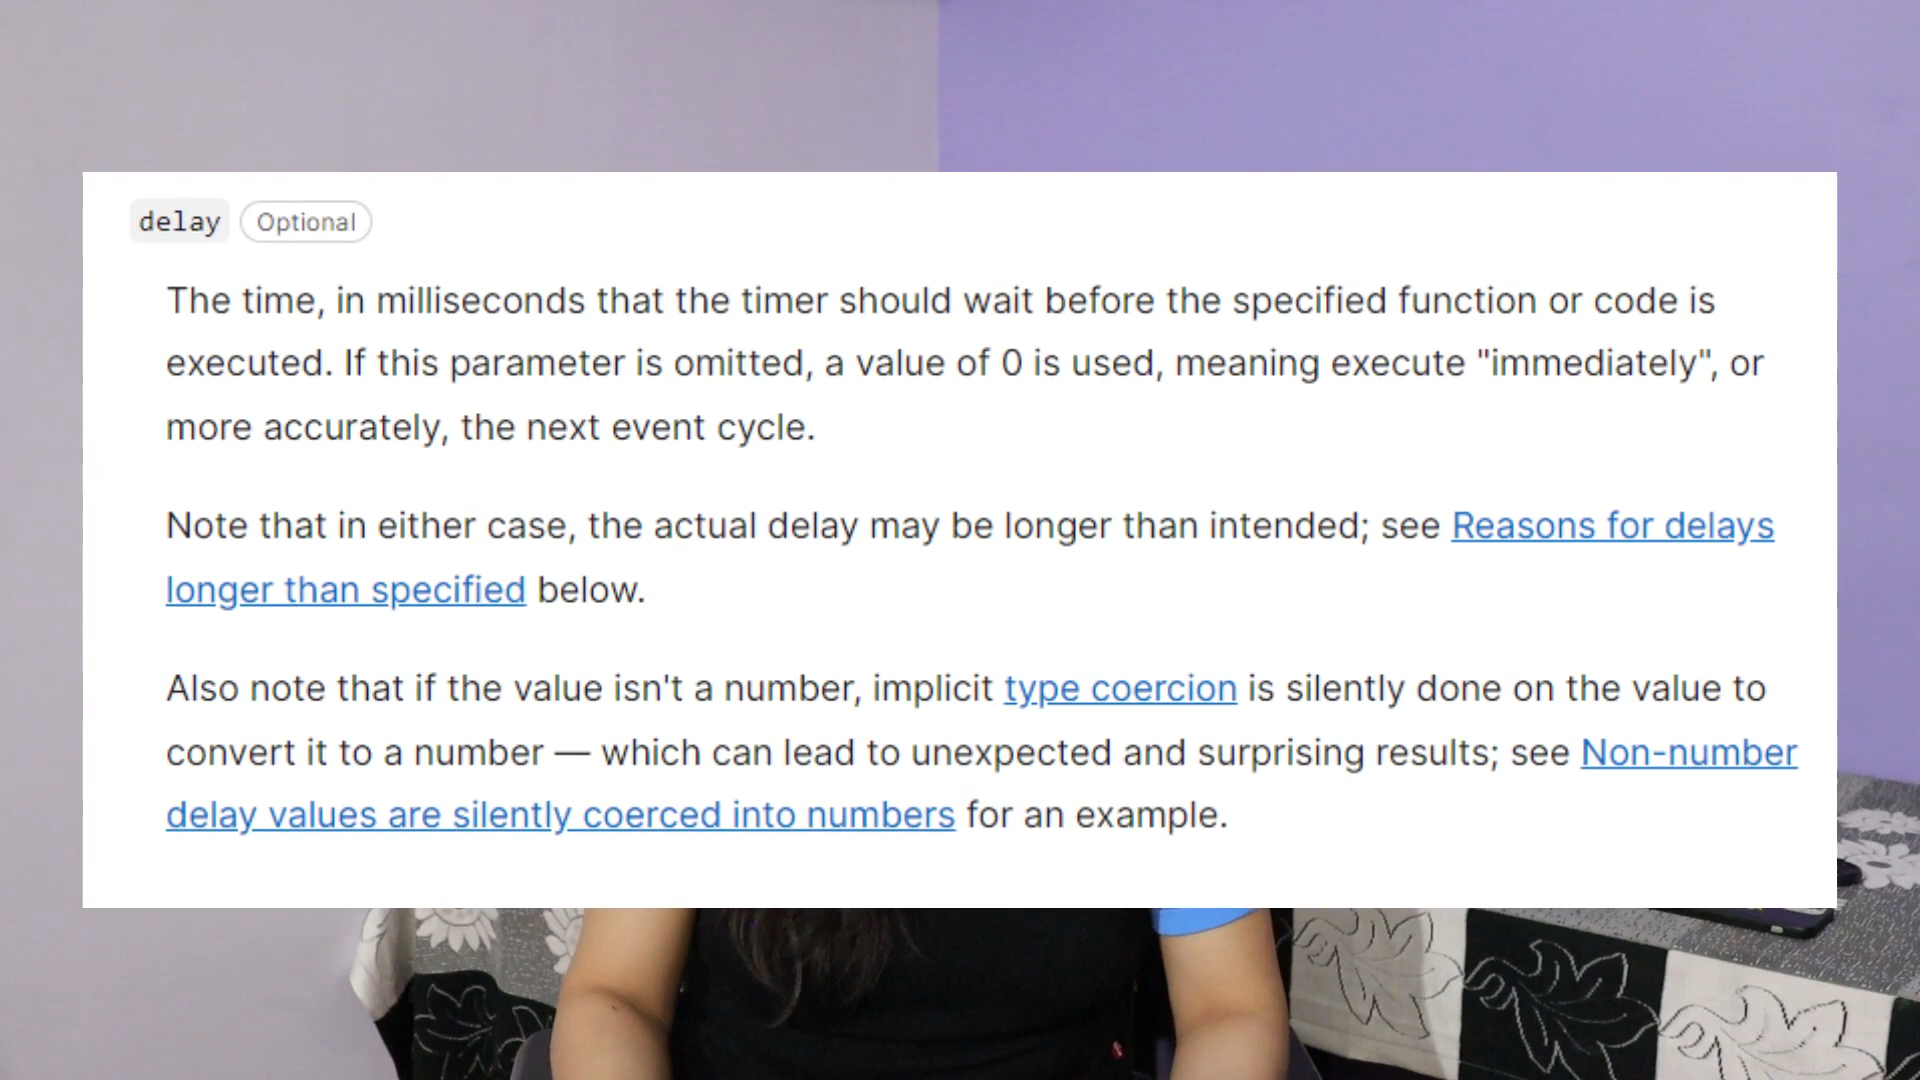 delay Optional
The time, in milliseconds that the timer should wait before the specified function or code is
executed. If this parameter is omitted, a value of 0 is used, meaning execute "immediately", or
more accurately, the next event cycle.
Note that in either case, the actual delay may be longer than intended; see Reasons for delays
longer than specified below.
Also note that if the value isn't a number, implicit type coercion is silently done on the value to
convert it to a number — which can lead to unexpected and surprising results; see Non-number
delay values are silently coerced into numbers for an example.